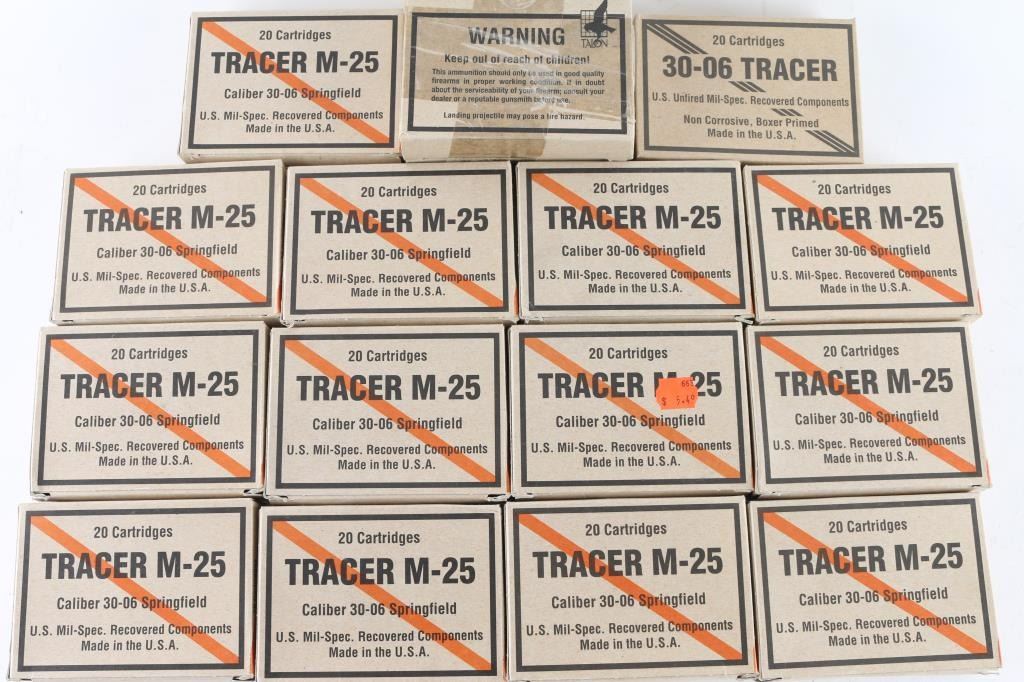 20 Cartridges
TRACER M-25
Caliber 30-06 Springfield
U.S. Mil-Spec. Recovered Components
Made in the U.S.A.
WARNING
TALON
Keep out of reach of children!
This ammunition should only be used in good quality
firearms in proper working condition. If in doubt
about the serviceability of your firearm; consult your
dealer or a reputable gunsmith before use.
Landing projectile may pose a fire hazard.
20 Cartridges
30-06 TRACER
U.S. Unfired Mil-Spec. Recovered Components
Non Corrosive, Boxer Primed
Made in the U.S.A.
20 Cartridges
TRACER M-25
Caliber 30-06 Springfield
U.S. Mil-Spec. Recovered Components
Made in the U.S.A.
20 Cartridges
TRACER M-25
Caliber 30-06 Springfield
U.S. Mil-Spec. Recovered Components
Made in the U.S.A.
20 Cartridges
TRACER M-25
Caliber 30-06 Springfield
U.S. Mil-Spec. Recovered Components
Made in the U.S.A.
20 Cartridges
TRACER M-25
Caliber 30-06 Springfield
U.S. Mil-Spec. Recovered Components
Made in the U.S.A.
20 Cartridges
TRACER M-25
Caliber 30-06 Springfield
U.S. Mil-Spec. Recovered Components
Made in the U.S.A.
20 Cartridges
TRACER M-25
Caliber 30-06 Springfield
U.S. Mil-Spec. Recovered Components
Made in the U.S.A.
20 Cartridges
TRACER 25
$ 5.40
Caliber 30-06 Springfield
U.S. Mil-Spec. Recovered Components
Made in the U.S.A.
20 Cartridges
TRACER M-25
Caliber 30-06 Springfield
U.S. Mil-Spec. Recovered Components
Made in the U.S.A.
20 Cartridges
TRACER M-25
Caliber 30-06 Springfield
U.S. Mil-Spec. Recovered Components
Made in the U.S.A.
20 Cartridges
TRACER M-25
Caliber 30-06 Springfield
U.S. Mil-Spec. Recovered Components
Made in the U.S.A.
20 Cartridges
TRACER M-25
Caliber 30-06 Springfield
U.S. Mil-Spec. Recovered Components
Made in the U.S.A.
20 Cartridges
TRACER M-25
Caliber 30-06 Springfield
U.S. Mil-Spec. Recovered Components
Made in the U.S.A.